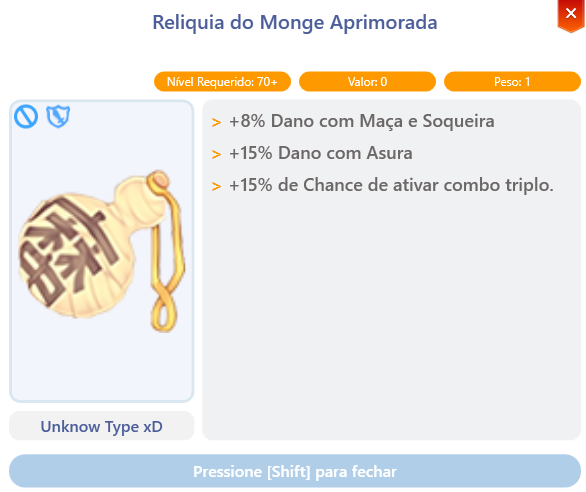 Reliquia do Monge Aprimorada
Nível Requerido: 70+
Valor: 0
Peso: 1
> +8% Dano com Maça e Soqueira
> +15% Dano com Asura
> +15% de Chance de ativar combo triplo.
Unknow Type xD
Pressione [Shift] para fechar